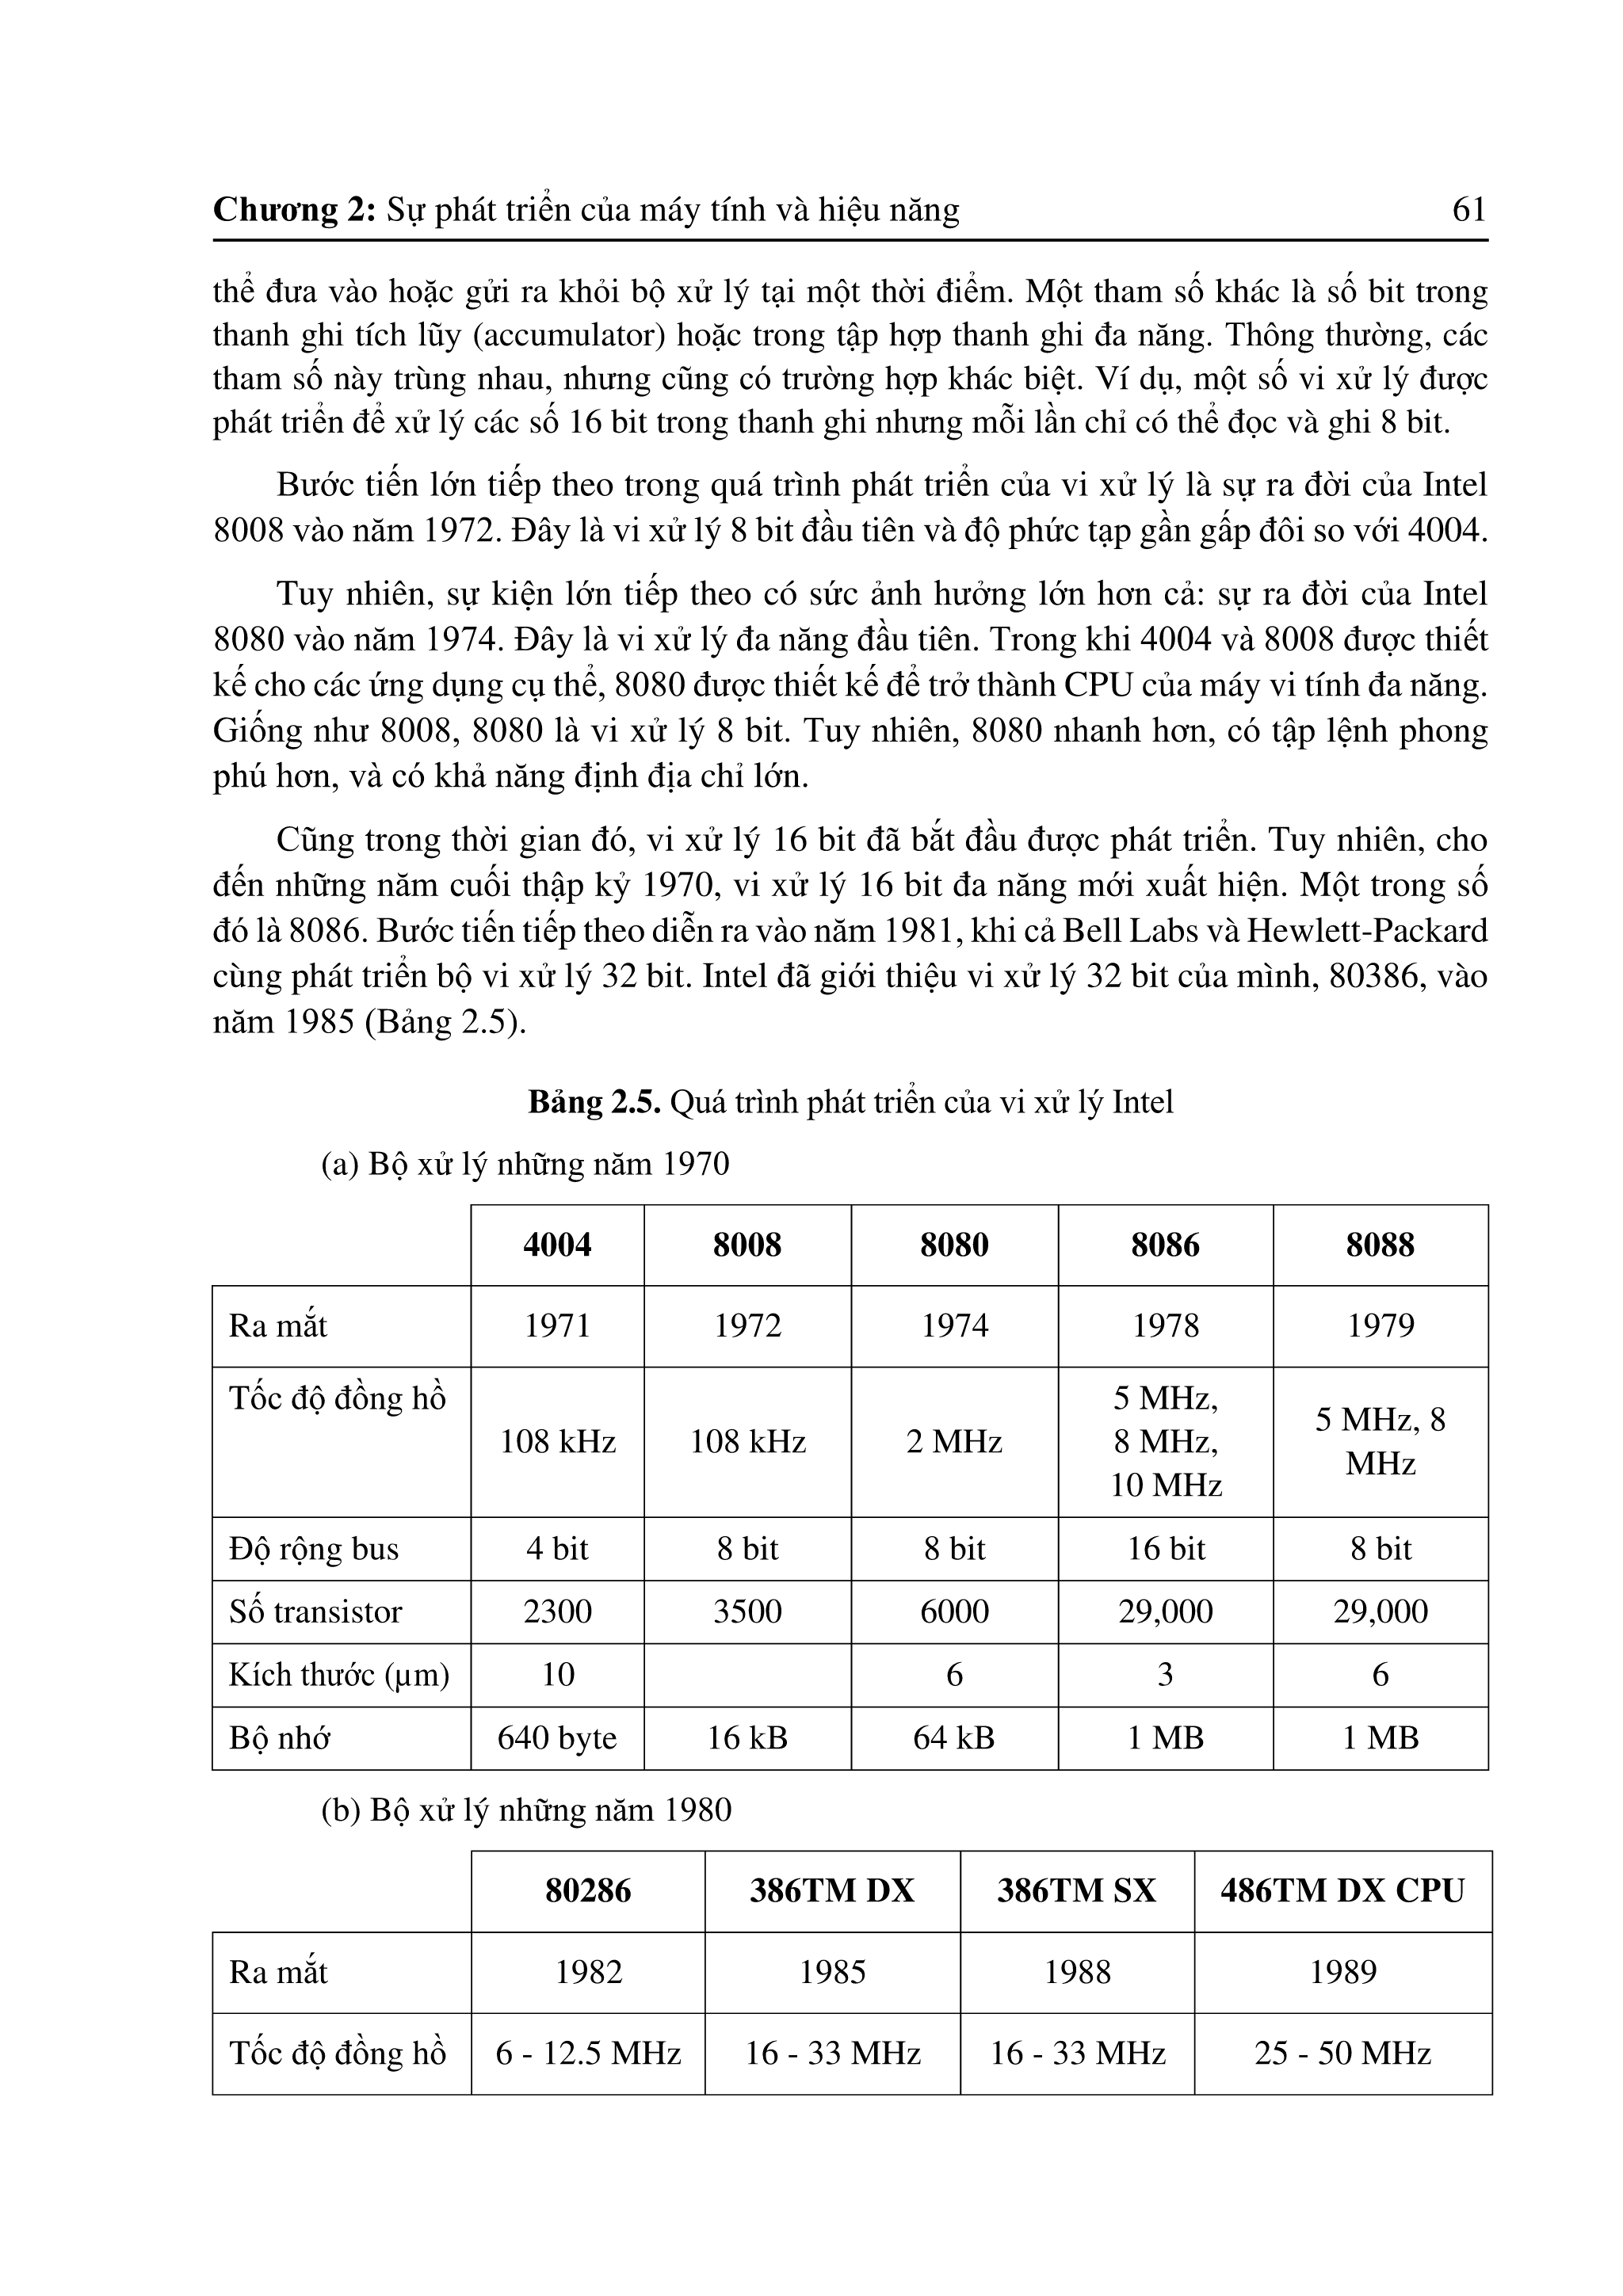 Chương 2: Sự phát triển của máy tính và hiệu năng 61
thể đưa vào hoặc gửi ra khỏi bộ xử lý tại một thời điểm. Một tham số khác là số bit trong
thanh ghi tích lũy (accumulator) hoặc trong tập hợp thanh ghi đa năng. Thông thường, các
tham số này trùng nhau, nhưng cũng có trường hợp khác biệt. Ví dụ, một số vi xử lý được
phát triển để xử lý các số 16 bit trong thanh ghi nhưng mỗi lần chỉ có thể đọc và ghi 8 bit.
Bước tiến lớn tiếp theo trong quá trình phát triển của vi xử lý là sự ra đời của Intel
8008 vào năm 1972. Đây là vi xử lý 8 bit đầu tiên và độ phức tạp gần gấp đôi so với 4004.
Tuy nhiên, sự kiện lớn tiếp theo có sức ảnh hưởng lớn hơn cả: sự ra đời của Intel
8080 vào năm 1974. Đây là vi xử lý đa năng đầu tiên. Trong khi 4004 và 8008 được thiết
kế cho các ứng dụng cụ thể, 8080 được thiết kế để trở thành CPU của máy vi tính đa năng.
Giống như 8008, 8080 là vi xử lý 8 bit. Tuy nhiên, 8080 nhanh hơn, có tập lệnh phong
phú hơn, và có khả năng định địa chỉ lớn.
Cũng trong thời gian đó, vi xử lý 16 bit đã bắt đầu được phát triển. Tuy nhiên, cho
đến những năm cuối thập kỷ 1970, vi xử lý 16 bit đa năng mới xuất hiện. Một trong số
đó là 8086. Bước tiến tiếp theo diễn ra vào năm 1981, khi cả Bell Labs và Hewlett-Packard
cùng phát triển bộ vi xử lý 32 bit. Intel đã giới thiệu vi xử lý 32 bit của mình, 80386, vào
năm 1985 (Bảng 2.5).
Bảng 2.5. Quá trình phát triển của vi xử lý Intel
(a) Bộ xử lý những năm 1970
4004 8008 8080 8086 8088
Ra mắt 1971 1972 1974 1978 1979
Tốc độ đồng hồ 108 kHz 108 kHz 2 MHz 5 MHz, 8 MHz, 10 MHz 5 MHz, 8 MHz
Độ rộng bus 4 bit 8 bit 8 bit 16 bit 8 bit
Số transistor 2300 3500 6000 29,000 29,000
Kích thước (µm) 10 6 3 6
Bộ nhớ 640 byte 16 kB 64 kB 1 MB 1 MB
(b) Bộ xử lý những năm 1980
80286 386TM DX 386TM SX 486TM DX CPU
Ra mắt 1982 1985 1988 1989
Tốc độ đồng hồ 6 - 12.5 MHz 16 - 33 MHz 16 - 33 MHz 25 - 50 MHz